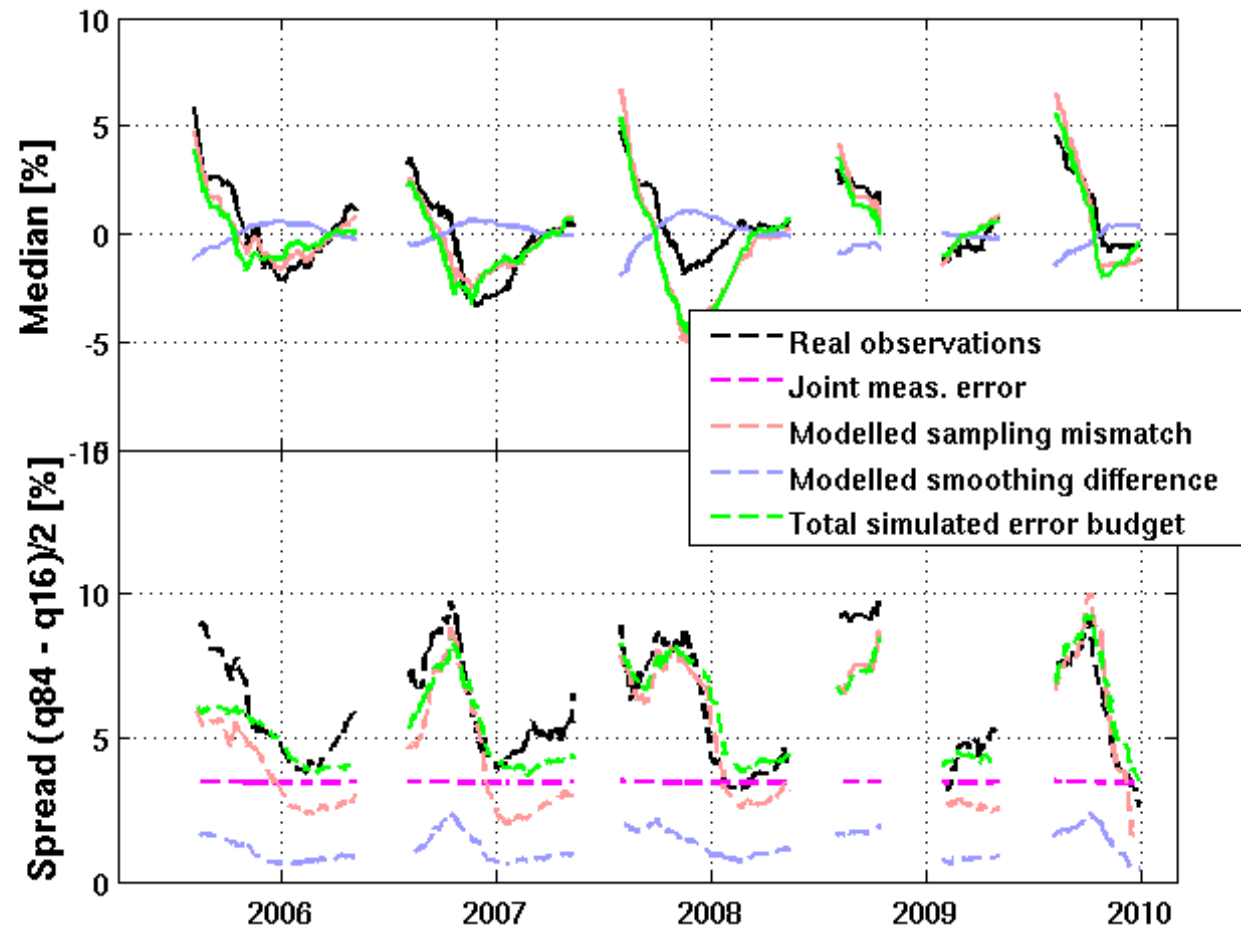 10
5
0
-5
-10
Median [%]
Real observations
Joint meas. error
Modelled sampling mismatch
Modelled smoothing difference
Total simulated error budget
10
5
0
Spread (q84 - q16)/2 [%]
2006
2007
2008
2009
2010